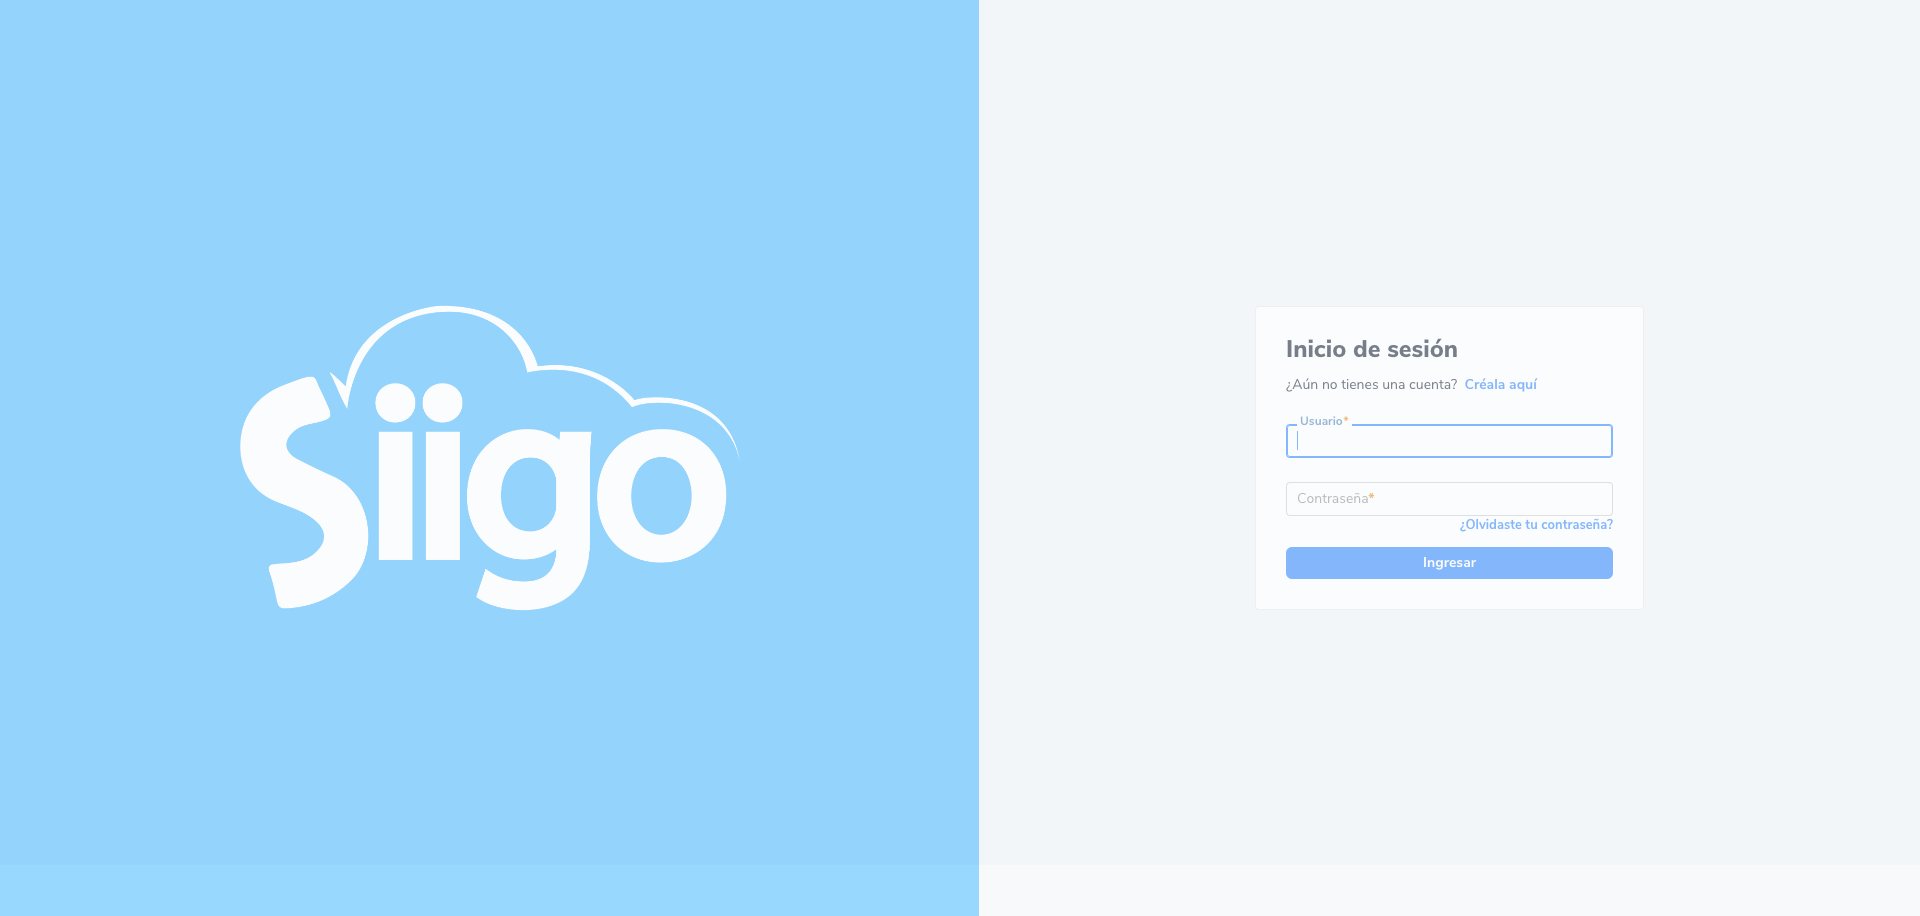 Siigo
Inicio de sesión
¿Aún no tienes una cuenta? Créala aquí
Usuario*
Contraseña*
¿Olvidaste tu contraseña?
Ingresar